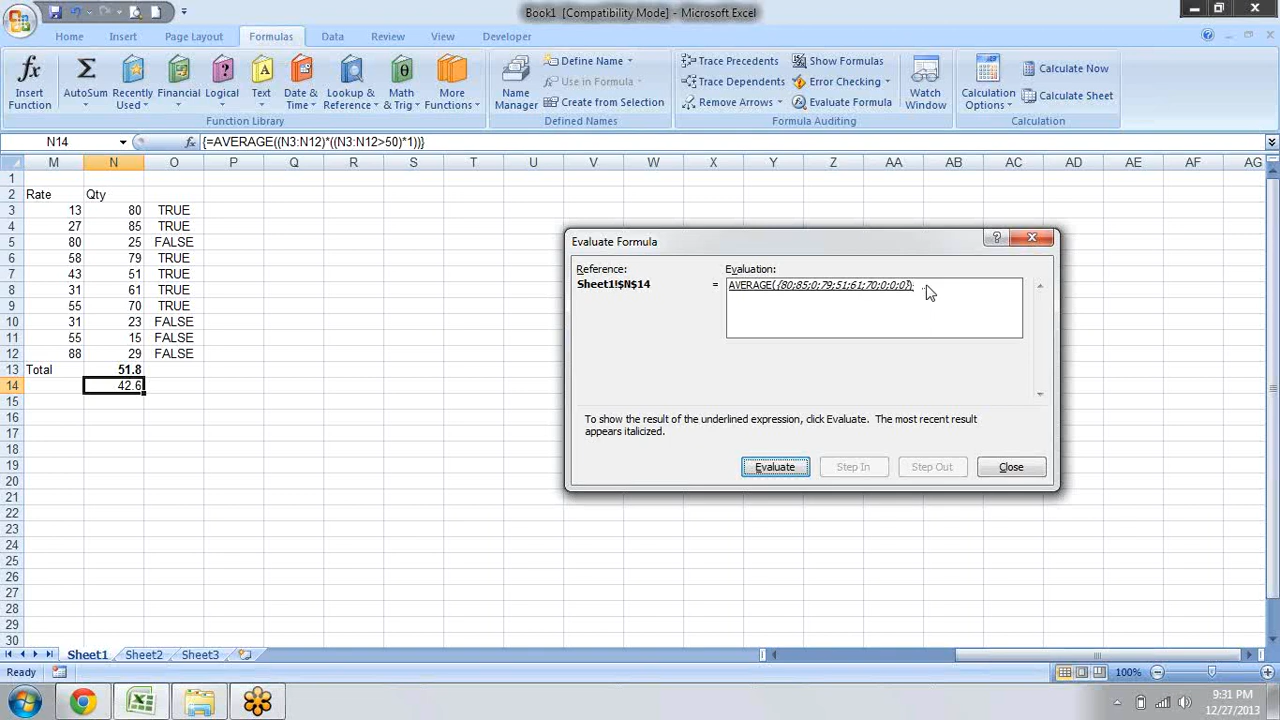 Book1 [Compatibility Mode] - Microsoft Excel
Home Insert Page Layout Formulas Data Review View Developer
Insert Function
AutoSum
Recently Used
Financial
Logical
Text
Date & Time
Lookup & Reference
Math & Trig
More Functions
Function Library
Name Manager
Define Name
Use in Formula
Create from Selection
Defined Names
Trace Precedents
Trace Dependents
Remove Arrows
Show Formulas
Error Checking
Evaluate Formula
Formula Auditing
Watch Window
Calculation Options
Calculate Now
Calculate Sheet
Calculation
N14 fx {=AVERAGE((N3:N12)*((N3:N12>50)*1))}
M N O P Q R S T U V W X Y Z AA AB AC AD AE AF AG
1
2 Rate Qty
3 13 80 TRUE
4 27 85 TRUE
5 80 25 FALSE
6 58 79 TRUE
7 43 51 TRUE
8 31 61 TRUE
9 55 70 TRUE
10 31 23 FALSE
11 55 15 FALSE
12 88 29 FALSE
13 Total 51.8
14 42.6
15
16
17
18
19
20
21
22
23
24
25
26
27
28
29
30
Evaluate Formula
Reference: Evaluation:
Sheet1!$N$14 = AVERAGE({80;85;0;79;51;61;70;0;0;0})
To show the result of the underlined expression, click Evaluate. The most recent result
appears italicized.
Evaluate Step In Step Out Close
Sheet1 Sheet2 Sheet3
Ready 100%
9:31 PM
12/27/2013